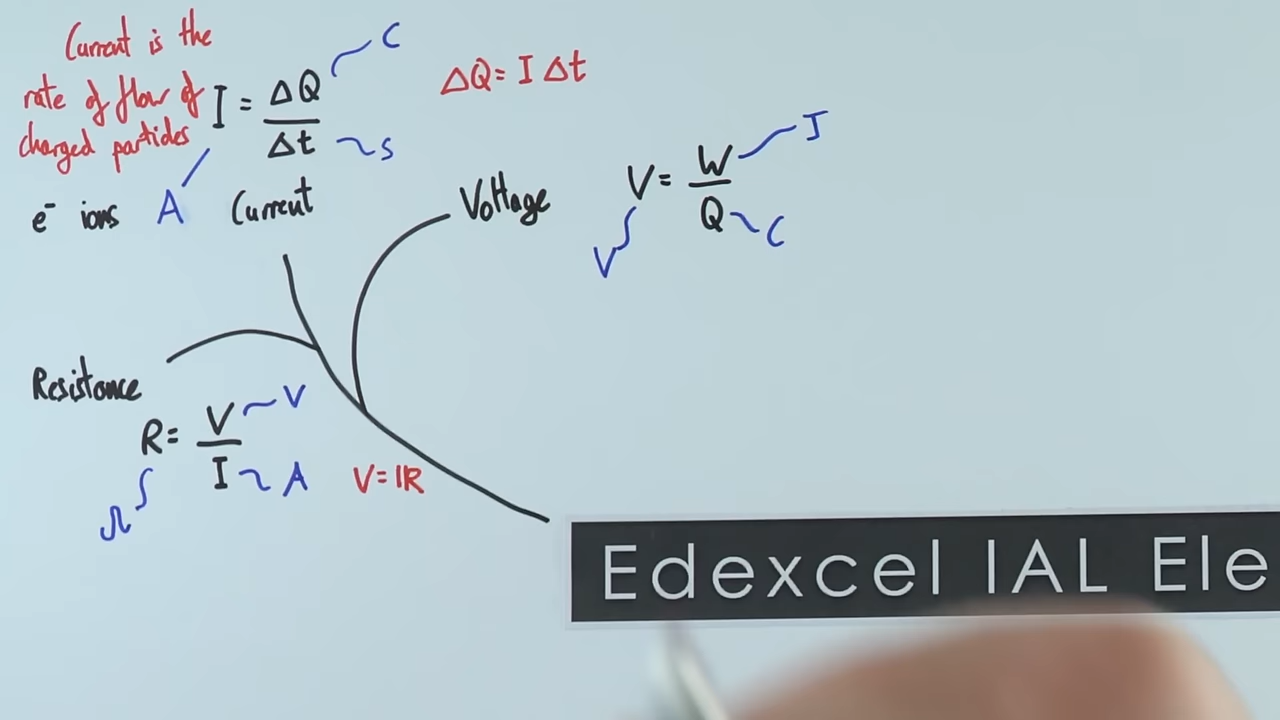 Current is the
rate of flow of
charged particles
e⁻ ions
I = ΔQ
Δt
C
s
A
Current
ΔQ = I Δt
Voltage
V = W
Q
J
C
V
Resistance
R = V
I
V
A
Ω
V = IR
Edexcel IAL Ele